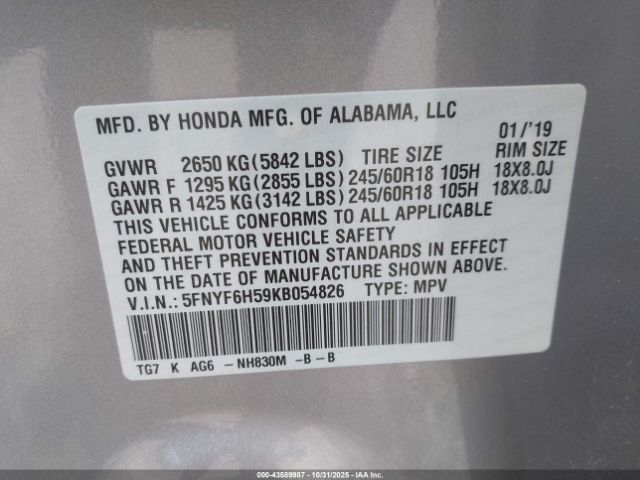 MFD. BY HONDA MFG. OF ALABAMA, LLC
01/'19
GVWR 2650 KG(5842 LBS) TIRE SIZE RIM SIZE
GAWR F 1295 KG(2855 LBS) 245/60R18 105H 18X8.0J
GAWR R 1425 KG(3142 LBS) 245/60R18 105H 18X8.0J
THIS VEHICLE CONFORMS TO ALL APPLICABLE
FEDERAL MOTOR VEHICLE SAFETY
AND THEFT PREVENTION STANDARDS IN EFFECT
ON THE DATE OF MANUFACTURE SHOWN ABOVE.
V.I.N.: 5FNYF6H59KB054826 TYPE: MPV
TG7 K AG6 -NH830M -B-B
000-43589987 - 10/31/2025 - IAA Inc.